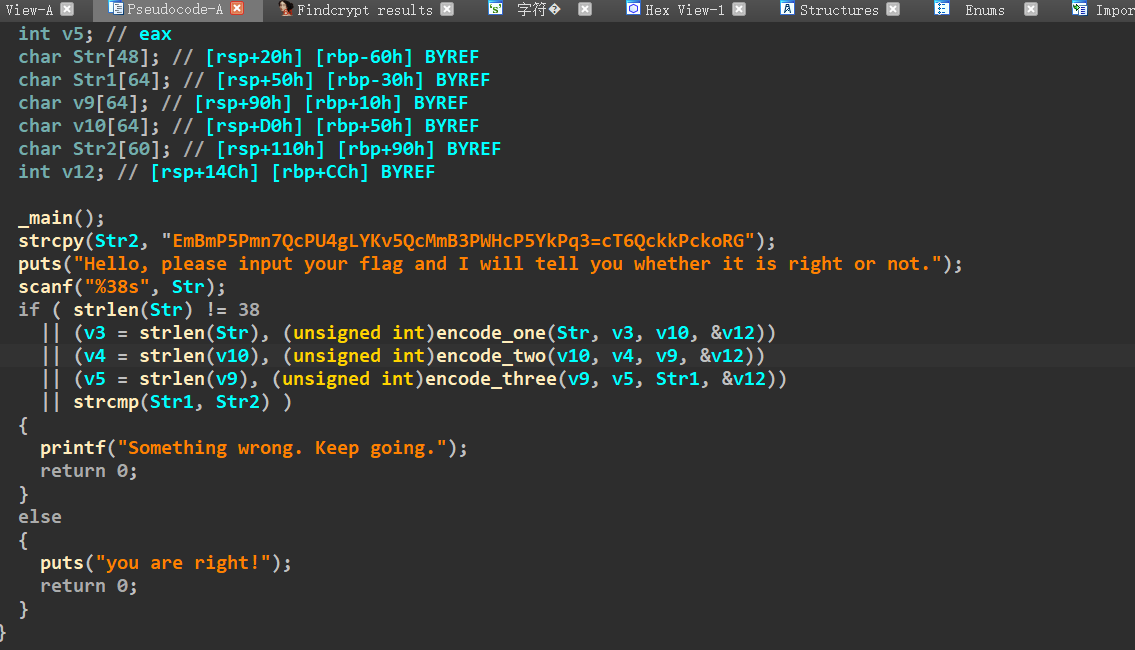 View-A Pseudocode-A Findcrypt results 字符� Hex View-1 Structures Enums Impor
int v5; // eax
char Str[48]; // [rsp+20h] [rbp-60h] BYREF
char Str1[64]; // [rsp+50h] [rbp-30h] BYREF
char v9[64]; // [rsp+90h] [rbp+10h] BYREF
char v10[64]; // [rsp+D0h] [rbp+50h] BYREF
char Str2[60]; // [rsp+110h] [rbp+90h] BYREF
int v12; // [rsp+14Ch] [rbp+CCh] BYREF
_main();
strcpy(Str2, "EmBmP5Pmn7QcPU4gLYKv5QcMmB3PWHcP5YkPq3=cT6QckkPckoRG");
puts("Hello, please input your flag and I will tell you whether it is right or not.");
scanf("%38s", Str);
if ( strlen(Str) != 38
|| (v3 = strlen(Str), (unsigned int)encode_one(Str, v3, v10, &v12))
|| (v4 = strlen(v10), (unsigned int)encode_two(v10, v4, v9, &v12))
|| (v5 = strlen(v9), (unsigned int)encode_three(v9, v5, Str1, &v12))
|| strcmp(Str1, Str2) )
{
printf("Something wrong. Keep going.");
return 0;
}
else
{
puts("you are right!");
return 0;
}
}